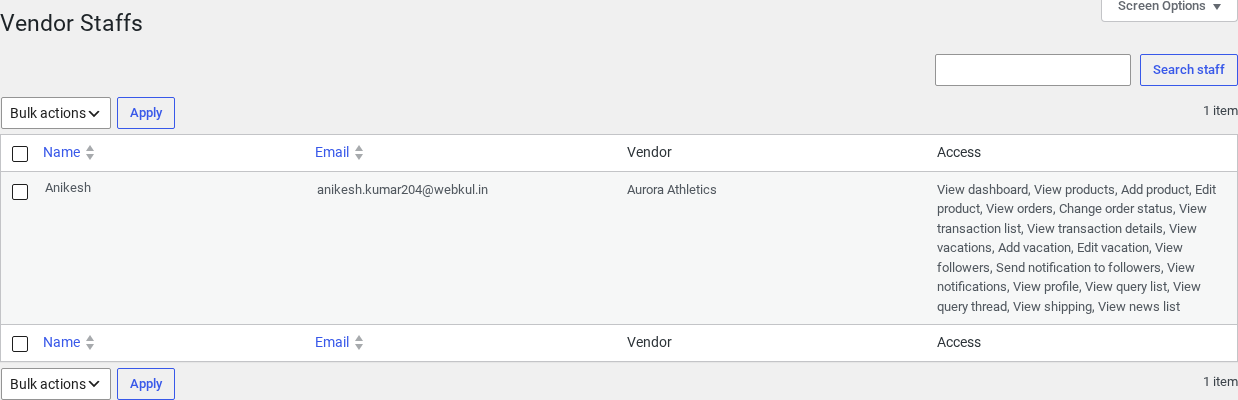 Screen Options
Vendor Staffs
Search staff
Bulk actions Apply 1 item
Name Email Vendor Access
Anikesh anikesh.kumar204@webkul.in Aurora Athletics View dashboard, View products, Add product, Edit
product, View orders, Change order status, View
transaction list, View transaction details, View
vacations, Add vacation, Edit vacation, View
followers, Send notification to followers, View
notifications, View profile, View query list, View
query thread, View shipping, View news list
Name Email Vendor Access
Bulk actions Apply 1 item